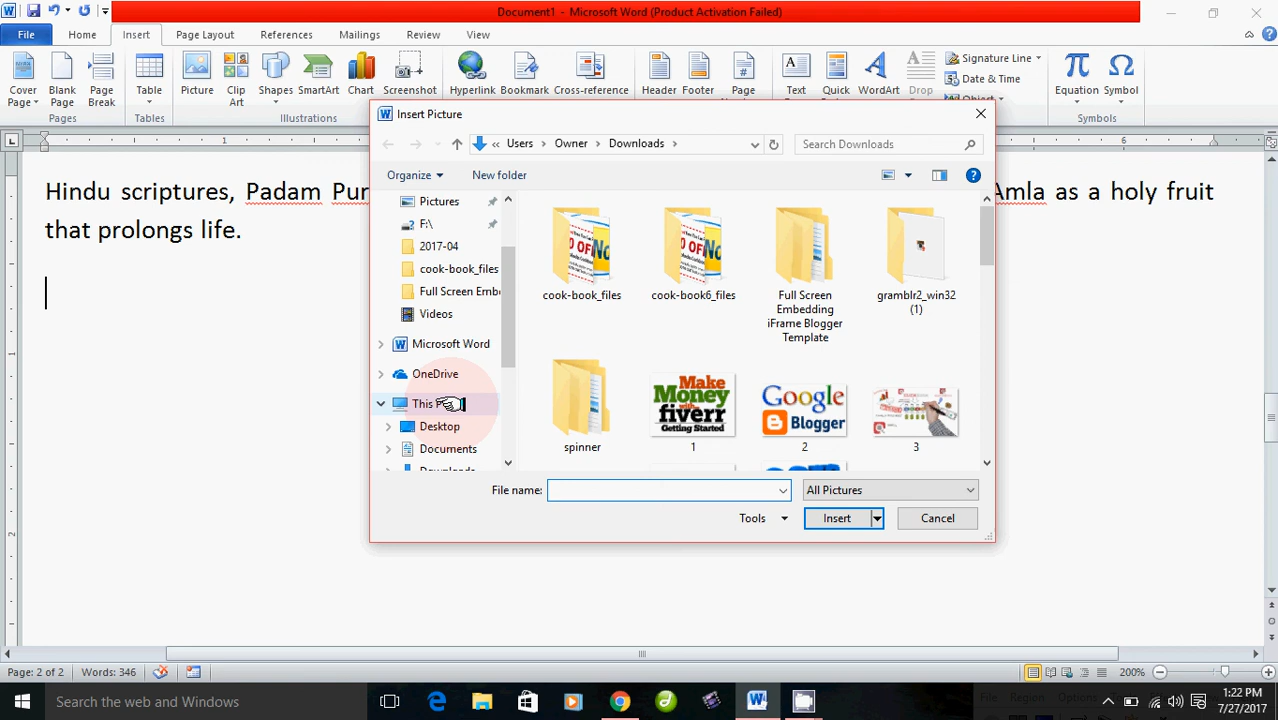 Document1 - Microsoft Word (Product Activation Failed)
File Home Insert Page Layout References Mailings Review View
Cover Page Blank Page Page Break Table Picture Clip Art Shapes SmartArt Chart Screenshot Hyperlink Bookmark Cross-reference Header Footer Page Text Quick WordArt Drop Signature Line Date & Time Object Equation Symbol
Pages Tables Illustrations Symbols
Insert Picture
« Users Owner Downloads
Search Downloads
Organize New folder
Hindu scriptures, Padam Amla as a holy fruit
that prolongs life.
Pictures
F:\
2017-04
cook-book_files
Full Screen
Videos
Microsoft Word
OneDrive
This
Desktop
Documents
Downloads
cook-book_files
cook-book6_files
Full Screen
Embedding
iFrame Blogger
Template
gramblr2_win32
(1)
spinner
Make
Money
with
fiverr
Getting Started
1
Google
Blogger
2
3
File name:
All Pictures
Tools Insert Cancel
Page: 2 of 2 Words: 346 200%
Search the web and Windows
1:22 PM
7/27/2017